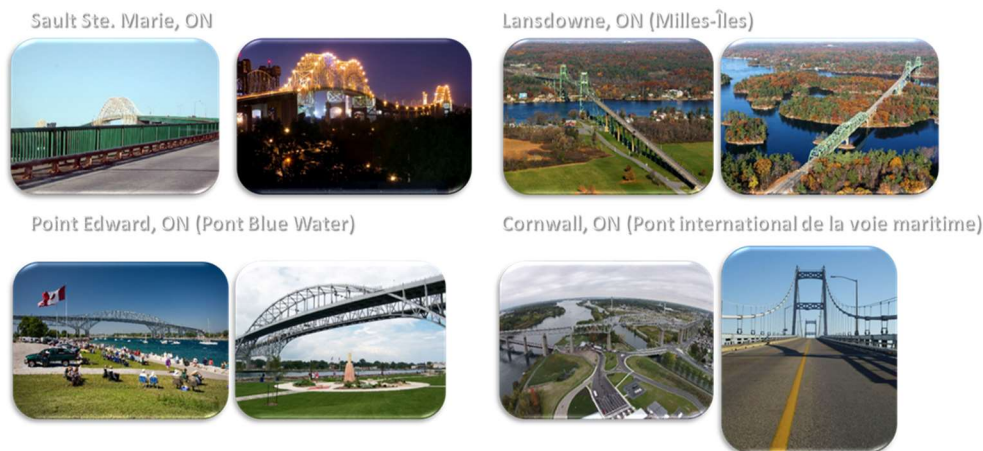 Sault Ste. Marie, ON
Lansdowne, ON (Milles-Îles)
Point Edward, ON (Pont Blue Water)
Cornwall, ON (Pont international de la voie maritime)